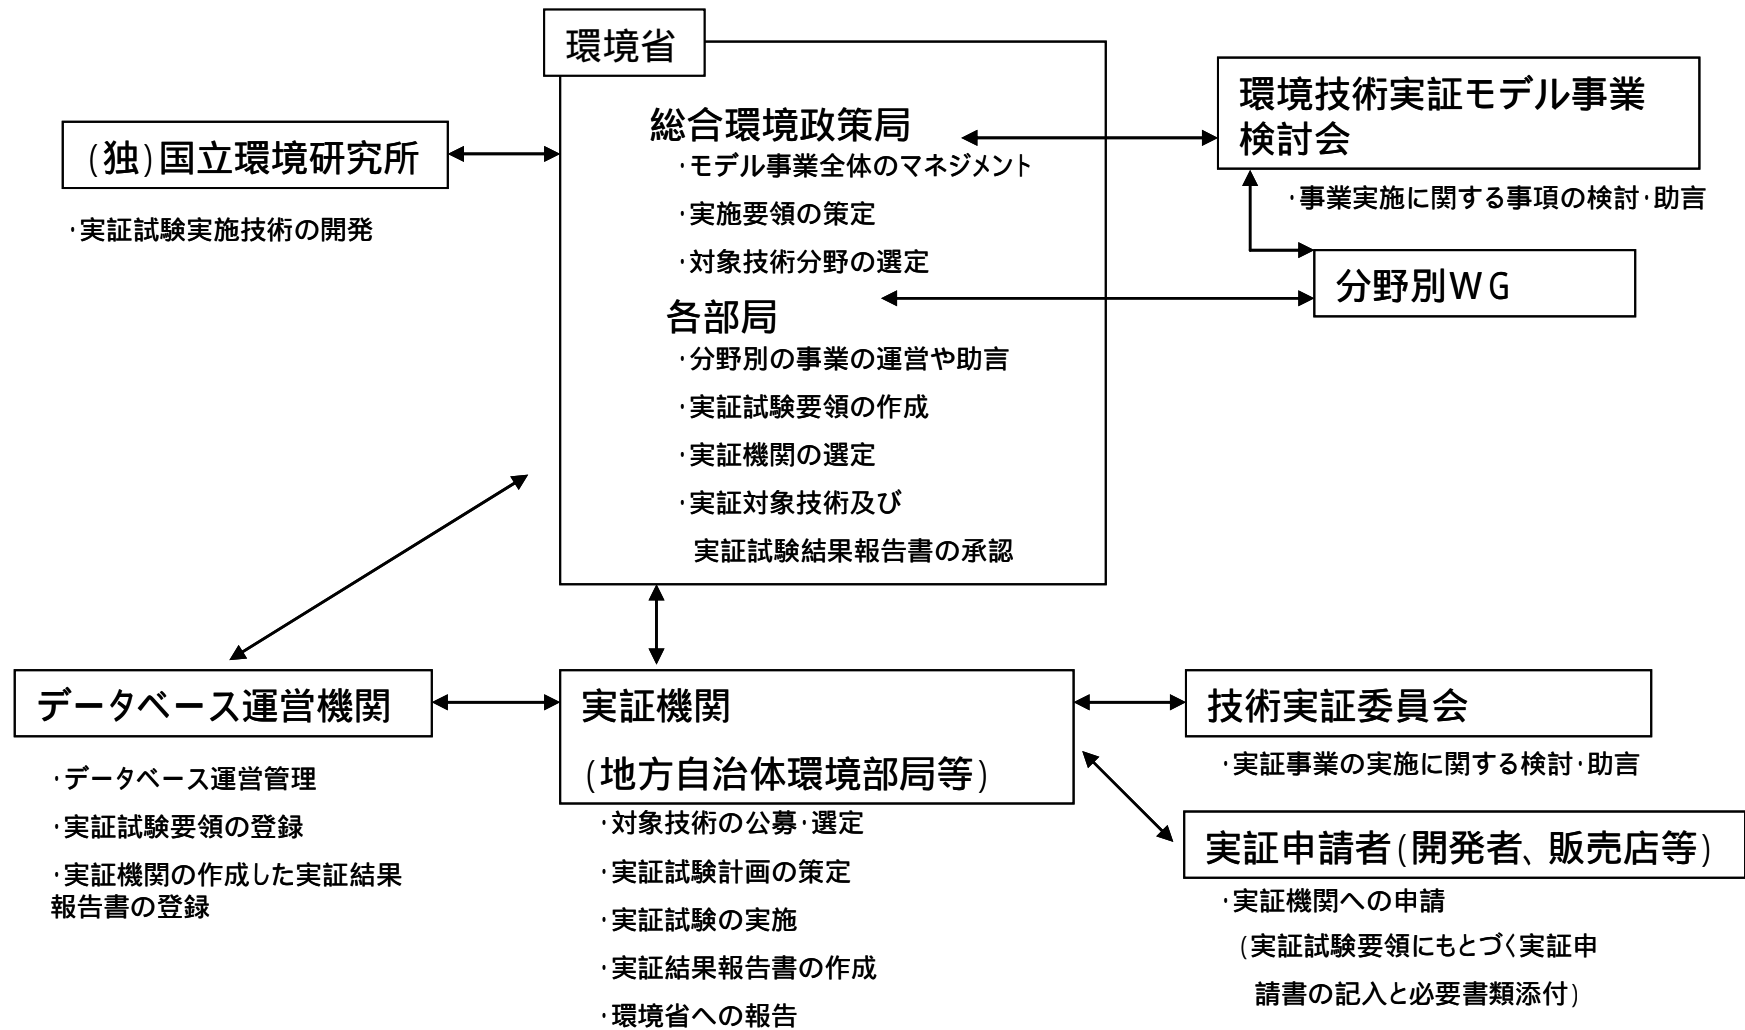 環境省
総合環境政策局
・モデル事業全体のマネジメント
・実施要領の策定
・対象技術分野の選定
各部局
・分野別の事業の運営や助言
・実証試験要領の作成
・実証機関の選定
・実証対象技術及び
実証試験結果報告書の承認
(独)国立環境研究所
・実証試験実施技術の開発
環境技術実証モデル事業
検討会
・事業実施に関する事項の検討・助言
分野別WG
データベース運営機関
・データベース運営管理
・実証試験要領の登録
・実証機関の作成した実証結果
報告書の登録
実証機関
(地方自治体環境部局等)
・対象技術の公募・選定
・実証試験計画の策定
・実証試験の実施
・実証結果報告書の作成
・環境省への報告
技術実証委員会
・実証事業の実施に関する検討・助言
実証申請者(開発者、販売店等)
・実証機関への申請
(実証試験要領にもとづく実証申
請書の記入と必要書類添付)